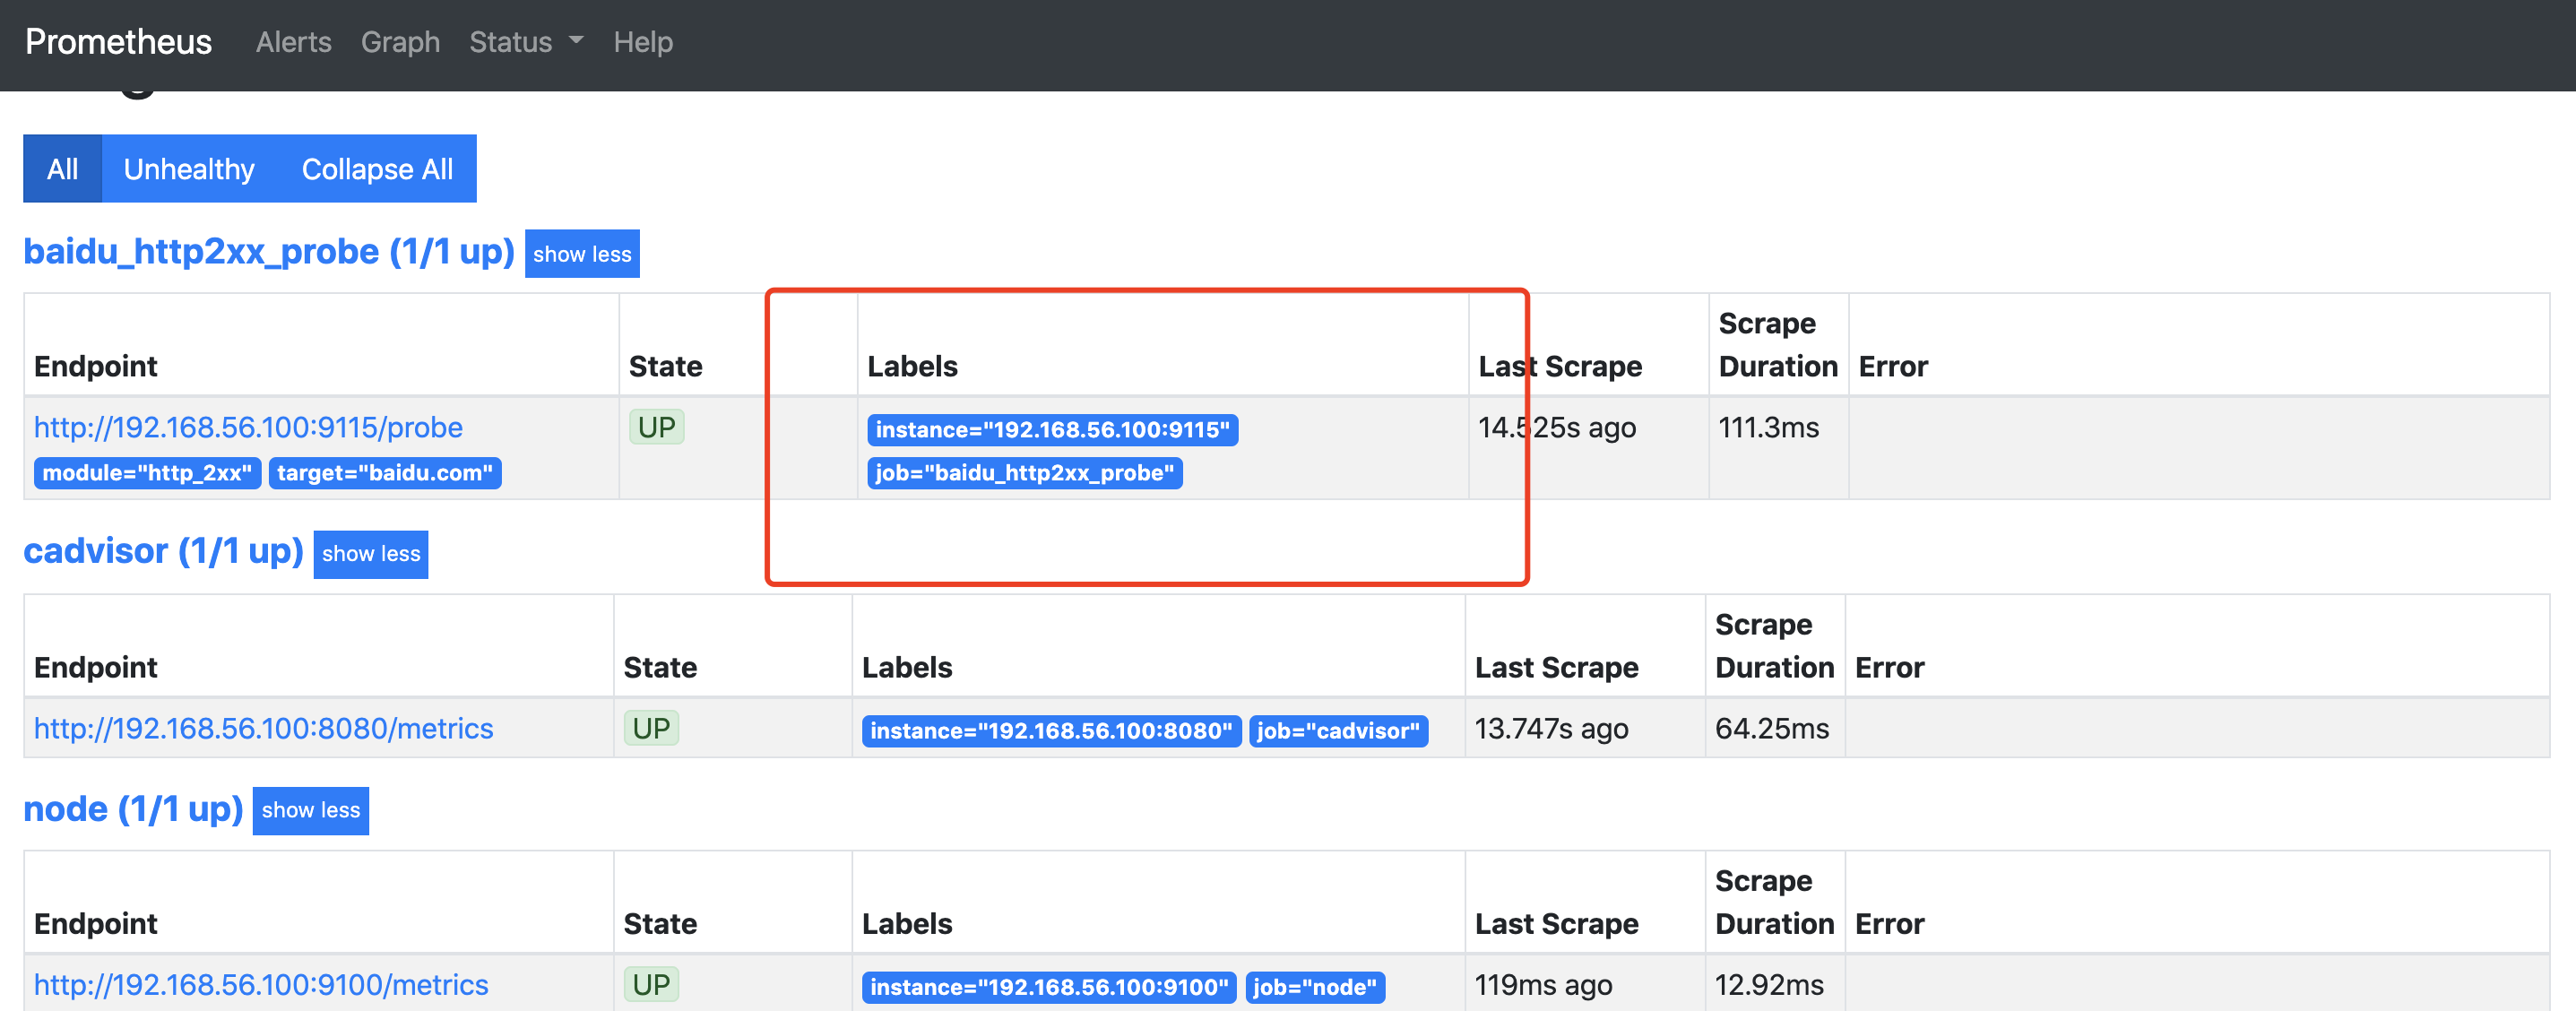 Prometheus Alerts Graph Status Help
All Unhealthy Collapse All
baidu_http2xx_probe (1/1 up) show less
Endpoint State Labels Last Scrape Scrape Duration Error
http://192.168.56.100:9115/probe UP instance="192.168.56.100:9115" 14.525s ago 111.3ms
module="http_2xx" target="baidu.com" job="baidu_http2xx_probe"
cadvisor (1/1 up) show less
Endpoint State Labels Last Scrape Scrape Duration Error
http://192.168.56.100:8080/metrics UP instance="192.168.56.100:8080" job="cadvisor" 13.747s ago 64.25ms
node (1/1 up) show less
Endpoint State Labels Last Scrape Scrape Duration Error
http://192.168.56.100:9100/metrics UP instance="192.168.56.100:9100" job="node" 119ms ago 12.92ms